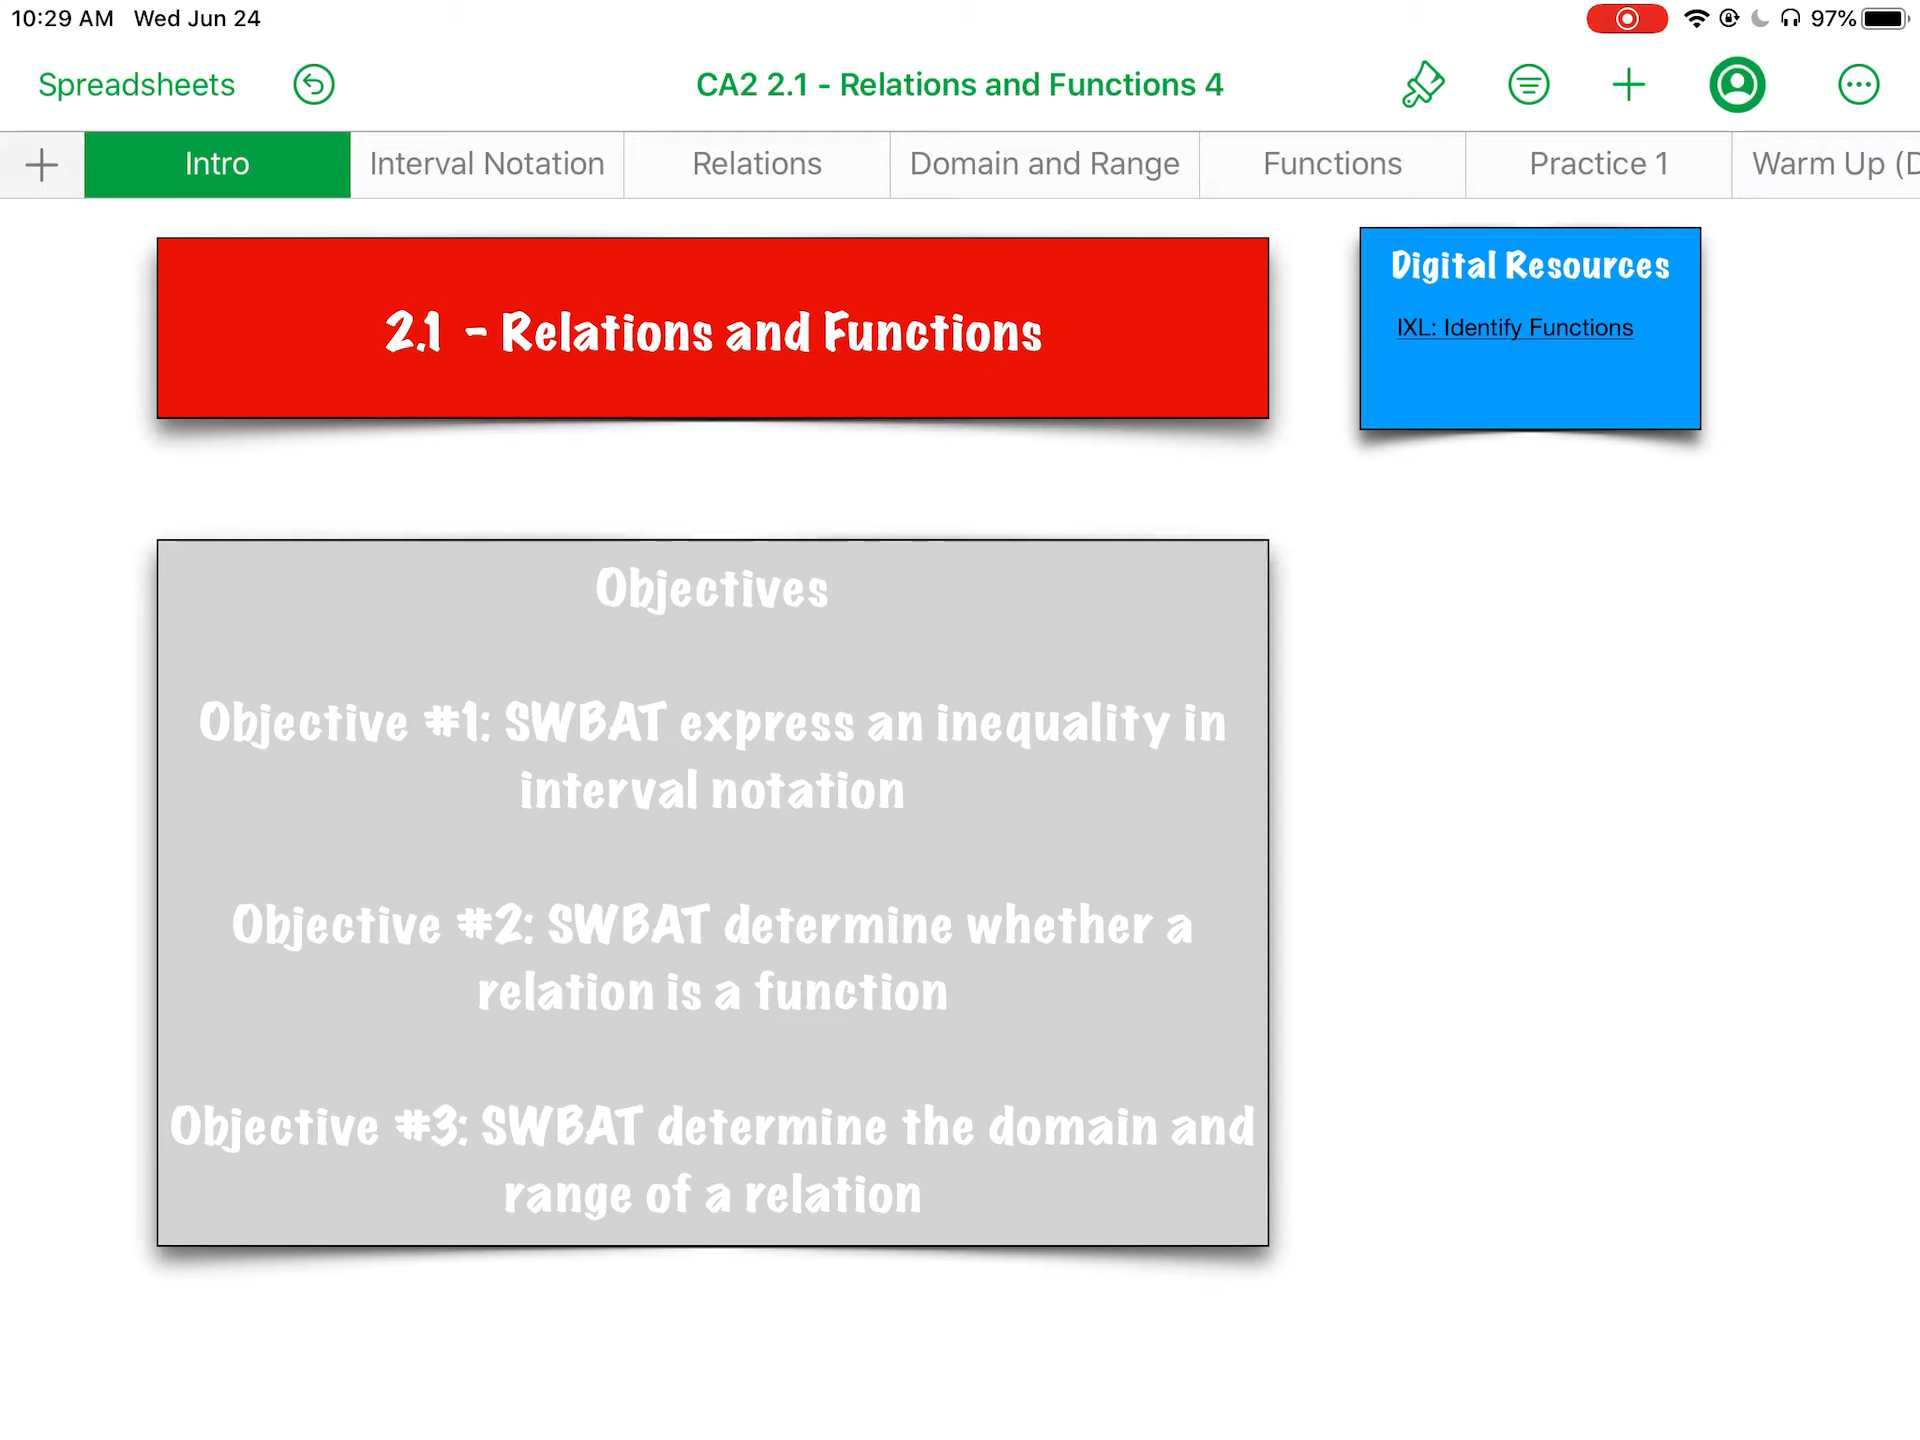 10:29 AM Wed Jun 24
97%
Spreadsheets
CA2 2.1 - Relations and Functions 4
Intro
Interval Notation
Relations
Domain and Range
Functions
Practice 1
Warm Up (D
2.1 - Relations and Functions
Digital Resources
IXL: Identify Functions
Objectives
Objective #1: SWBAT express an inequality in
interval notation
Objective #2: SWBAT determine whether a
relation is a function
Objective #3: SWBAT determine the domain and
range of a relation